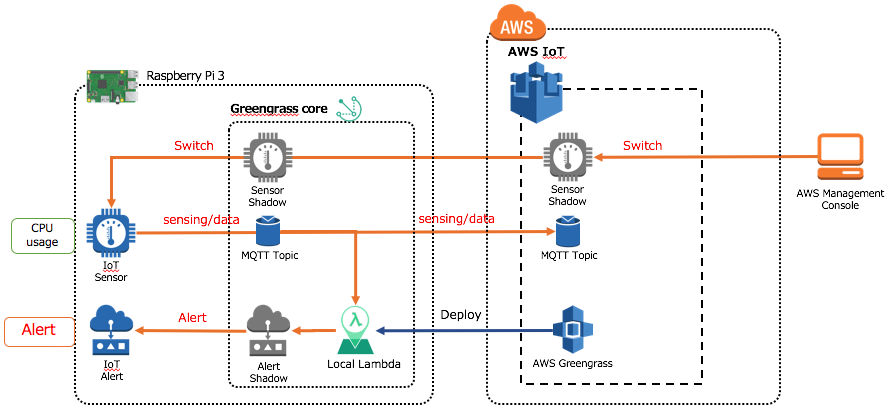 AWS
AWS IoT
Raspberry Pi 3
Greengrass core
Switch
Switch
Sensor
Shadow
Sensor
Shadow
AWS Management
Console
CPU
usage
sensing/data
sensing/data
IoT
Sensor
MQTT Topic
MQTT Topic
Alert
Alert
Deploy
λ
IoT
Alert
Alert
Shadow
Local Lambda
AWS Greengrass